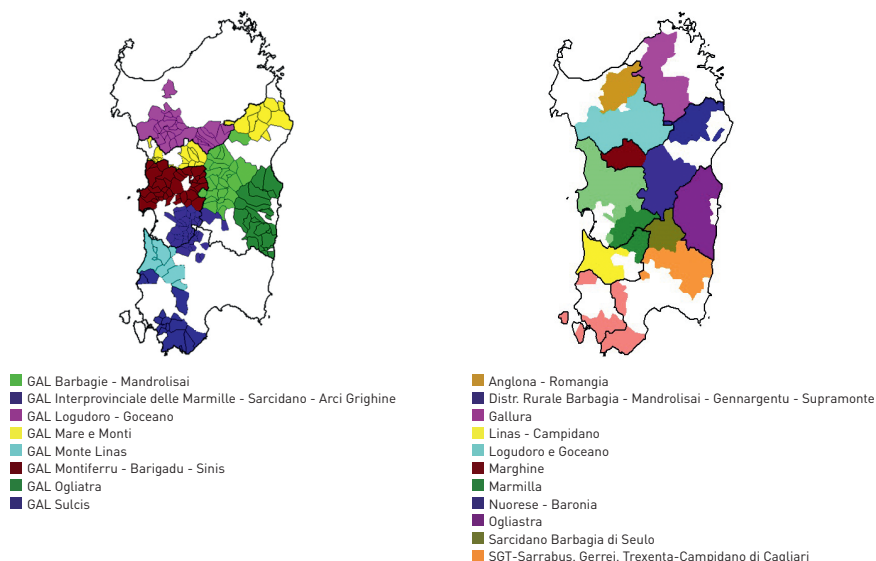 GAL Barbagie - Mandrolisai
GAL Interprovinciale delle Marmille - Sarcidano - Arci Grighine
GAL Logudoro - Goceano
GAL Mare e Monti
GAL Monte Linas
GAL Montiferru - Barigadu - Sinis
GAL Ogliatra
GAL Sulcis
Anglona - Romangia
Distr. Rurale Barbagia - Mandrolisai - Gennargentu - Supramonte
Gallura
Linas - Campidano
Logudoro e Goceano
Marghine
Marmilla
Nuorese - Baronia
Ogliastra
Sarcidano Barbagia di Seulo
SGT-Sarrabus, Gerrei, Trexenta-Campidano di Cagliari